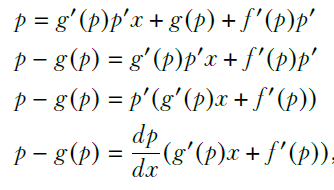 p = g′(p)p′x + g(p) + f′(p)p′
p − g(p) = g′(p)p′x + f′(p)p′
p − g(p) = p′(g′(p)x + f′(p))
p − g(p) = dp/dx (g′(p)x + f′(p)),